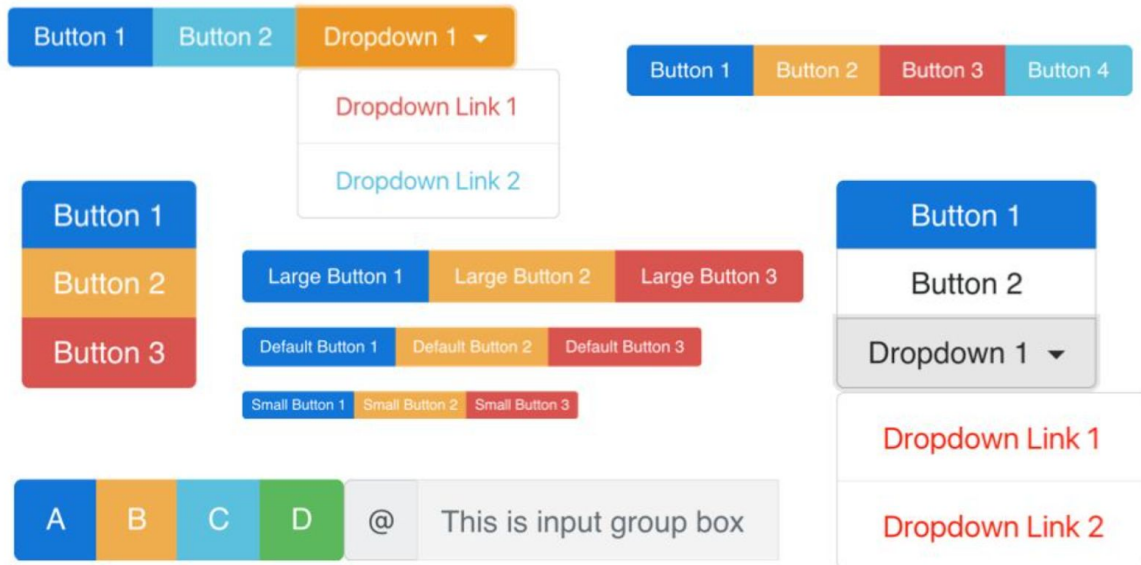 Button 1 Button 2 Dropdown 1
Dropdown Link 1
Dropdown Link 2
Button 1 Button 2 Button 3 Button 4
Button 1
Button 2
Button 3
Large Button 1 Large Button 2 Large Button 3
Default Button 1 Default Button 2 Default Button 3
Small Button 1 Small Button 2 Small Button 3
Button 1
Button 2
Dropdown 1
Dropdown Link 1
Dropdown Link 2
A B C D @ This is input group box